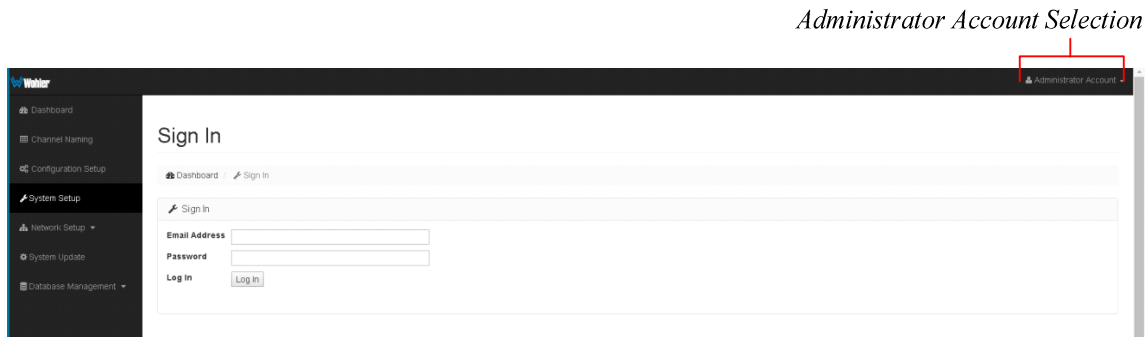 Administrator Account Selection
Wohler
Administrator Account
Dashboard
Channel Naming
Configuration Setup
System Setup
Network Setup
System Update
Database Management
Sign In
Dashboard / Sign In
Sign In
Email Address
Password
Log In
Log In